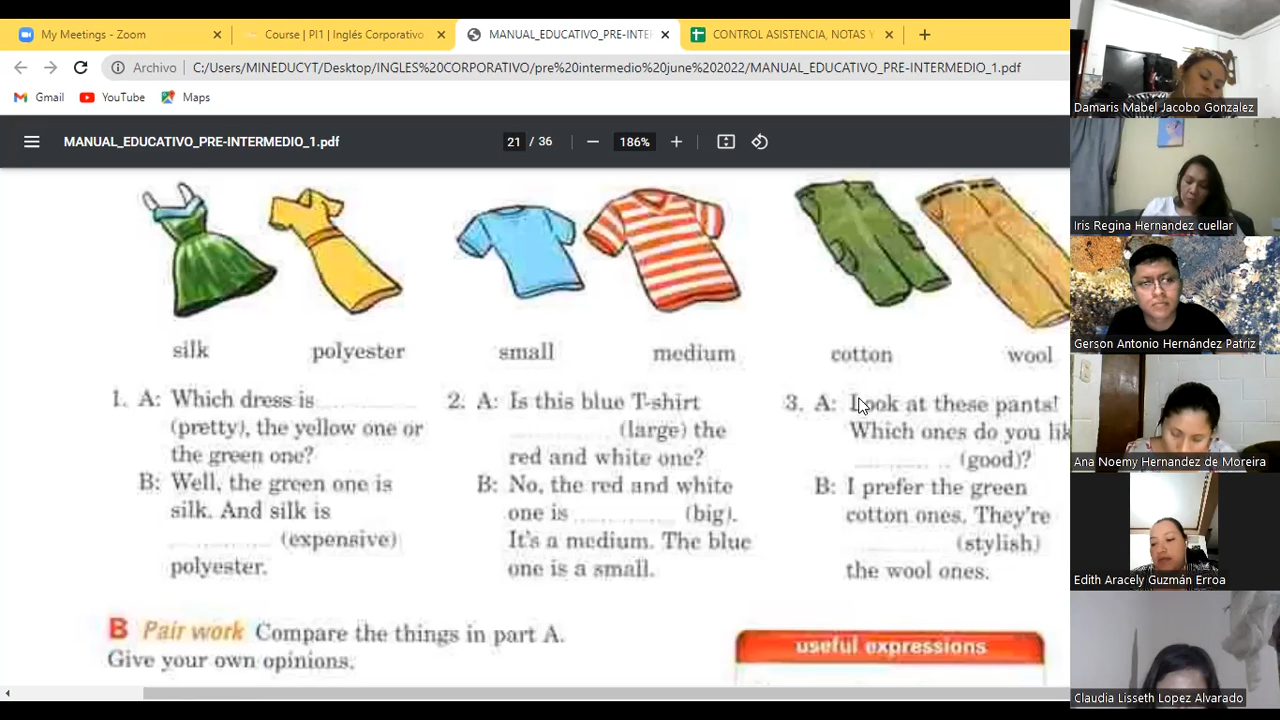 My Meetings - Zoom
Course | PI1 | Inglés Corporativo
MANUAL_EDUCATIVO_PRE-INTER
CONTROL ASISTENCIA, NOTAS Y
Archivo
C:/Users/MINEDUCYT/Desktop/INGLES%20CORPORATIVO/pre%20intermedio%20june%202022/MANUAL_EDUCATIVO_PRE-INTERMEDIO_1.pdf
Gmail
YouTube
Maps
MANUAL_EDUCATIVO_PRE-INTERMEDIO_1.pdf
21 / 36
186%
silk
polyester
small
medium
cotton
wool
1. A: Which dress is
(pretty), the yellow one or
the green one?
B: Well, the green one is
silk. And silk is
(expensive)
polyester.
2. A: Is this blue T-shirt
(large) the
red and white one?
B: No, the red and white
one is (big).
It's a medium. The blue
one is a small.
3. A: Look at these pants!
Which ones do you lik
(good)?
B: I prefer the green
cotton ones. They're
(stylish)
the wool ones.
B Pair work Compare the things in part A.
Give your own opinions.
useful expressions
Damaris Mabel Jacobo Gonzalez
Iris Regina Hernandez cuellar
Gerson Antonio Hernández Patriz
Ana Noemy Hernandez de Moreira
Edith Aracely Guzmán Erroa
Claudia Lisseth Lopez Alvarado